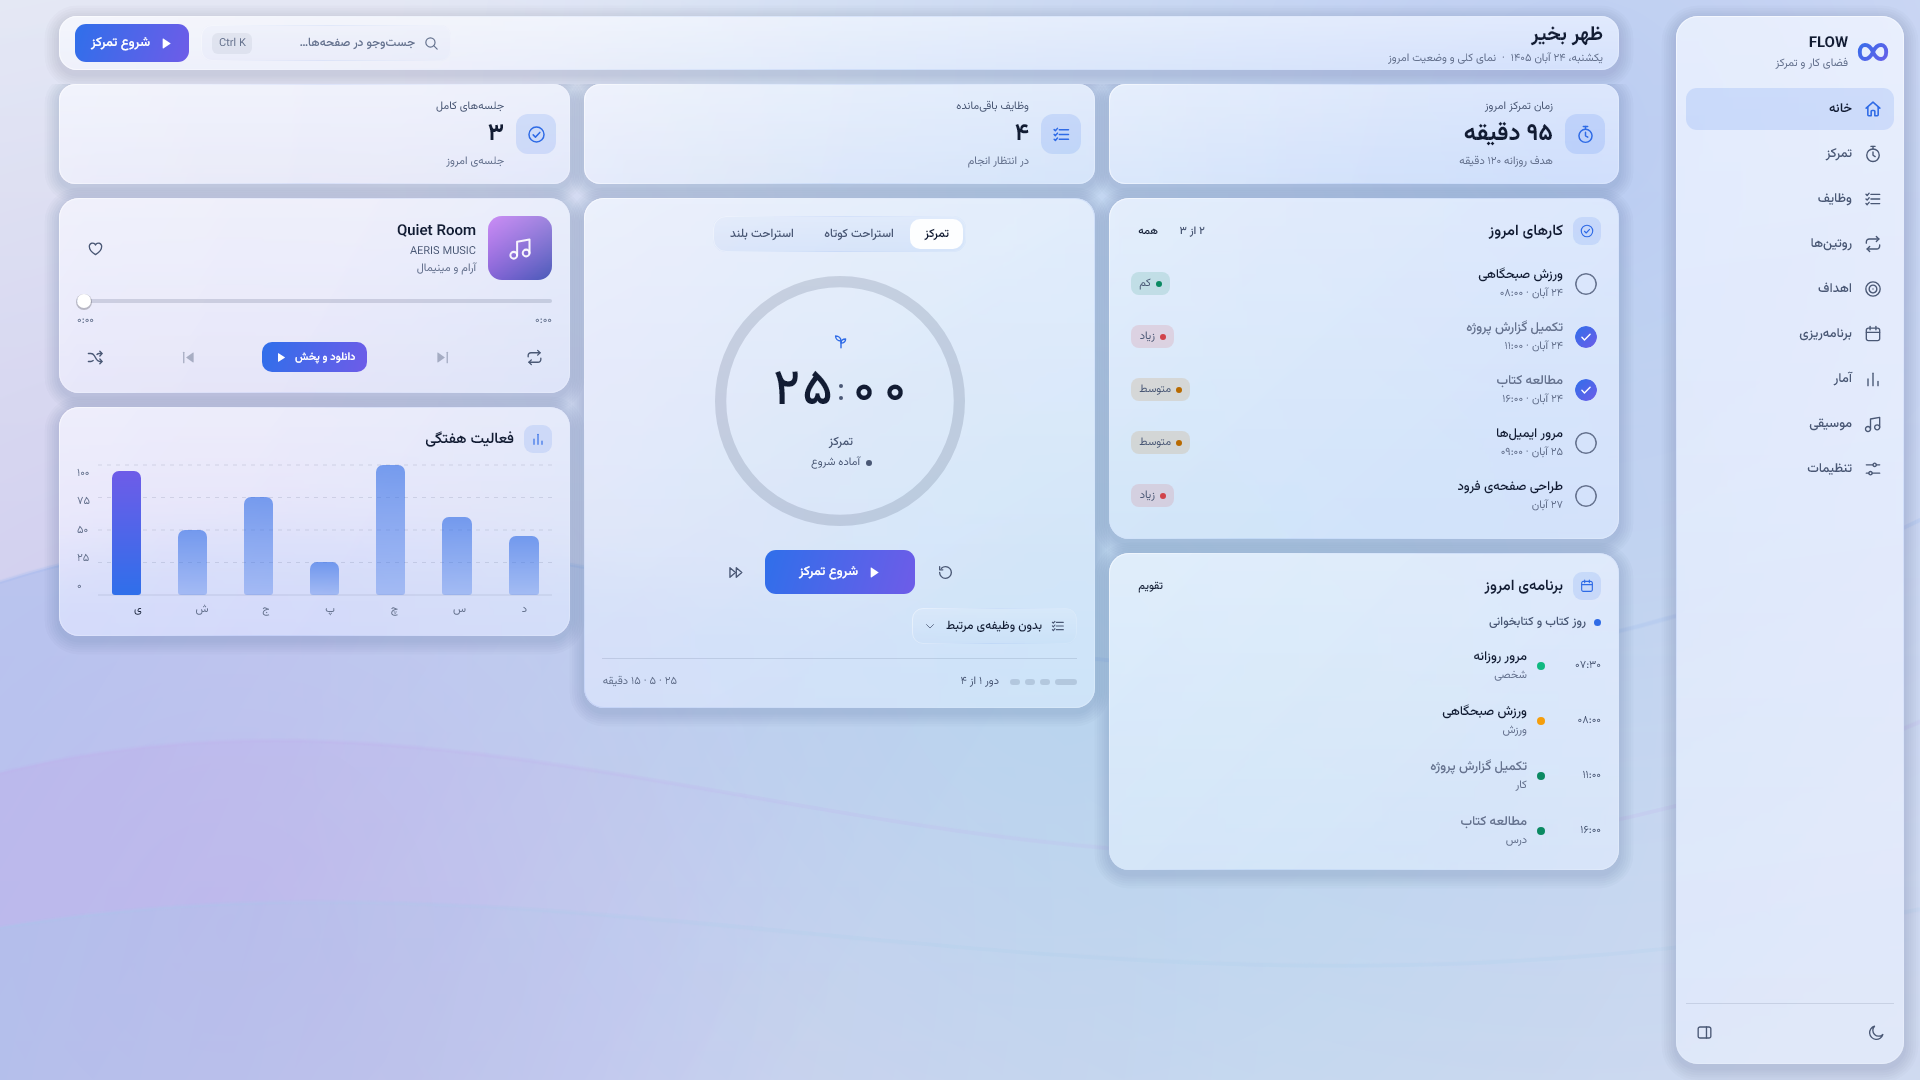 FLOW
فضای کار و تمرکز
خانه
تمرکز
وظایف
روتین‌ها
اهداف
برنامه‌ریزی
آمار
موسیقی
تنظیمات
ظهر بخیر
یکشنبه، ۲۴ آبان ۱۴۰۵ · نمای کلی و وضعیت امروز
جست‌وجو در صفحه‌ها...
Ctrl K
شروع تمرکز
زمان تمرکز امروز
۹۵ دقیقه
هدف روزانه ۱۲۰ دقیقه
وظایف باقی‌مانده
۴
در انتظار انجام
جلسه‌های کامل
۳
جلسه‌ی امروز
کارهای امروز
۲ از ۳
همه
ورزش صبحگاهی
۲۴ آبان · ۰۸:۰۰
کم
تکمیل گزارش پروژه
۲۴ آبان · ۱۱:۰۰
زیاد
مطالعه کتاب
۲۴ آبان · ۱۶:۰۰
متوسط
مرور ایمیل‌ها
۲۵ آبان · ۰۹:۰۰
متوسط
طراحی صفحه‌ی فرود
۲۷ آبان
زیاد
برنامه‌ی امروز
تقویم
روز کتاب و کتابخوانی
۰۷:۳۰
مرور روزانه
شخصی
۰۸:۰۰
ورزش صبحگاهی
ورزش
۱۱:۰۰
تکمیل گزارش پروژه
کار
۱۶:۰۰
مطالعه کتاب
درس
تمرکز
استراحت کوتاه
استراحت بلند
۲۵:۰۰
تمرکز
آماده شروع
شروع تمرکز
بدون وظیفه‌ی مرتبط
دور ۱ از ۴
۲۵ · ۵ · ۱۵ دقیقه
Quiet Room
AERIS MUSIC
آرام و مینیمال
۰:۰۰
۰:۰۰
دانلود و پخش
فعالیت هفتگی
۱۰۰
۷۵
۵۰
۲۵
۰
د
س
چ
پ
ج
ش
ی